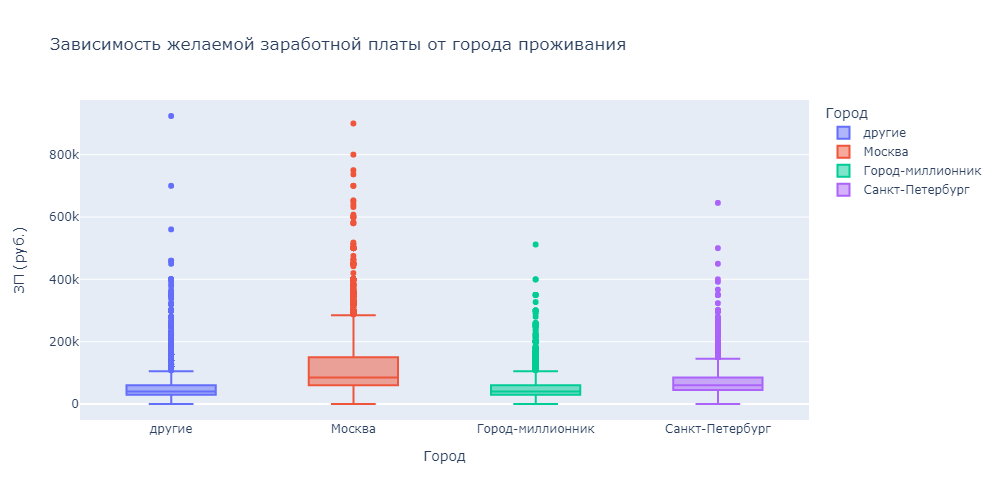 Зависимость желаемой заработной платы от города проживания
Город
другие
Москва
Город-миллионник
Санкт-Петербург
800k
600k
400k
200k
0
ЗП (руб.)
другие
Москва
Город-миллионник
Санкт-Петербург
Город